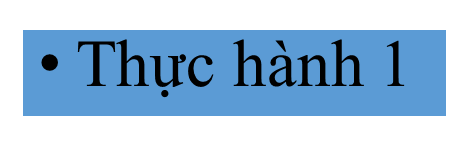 • Thực hành 1